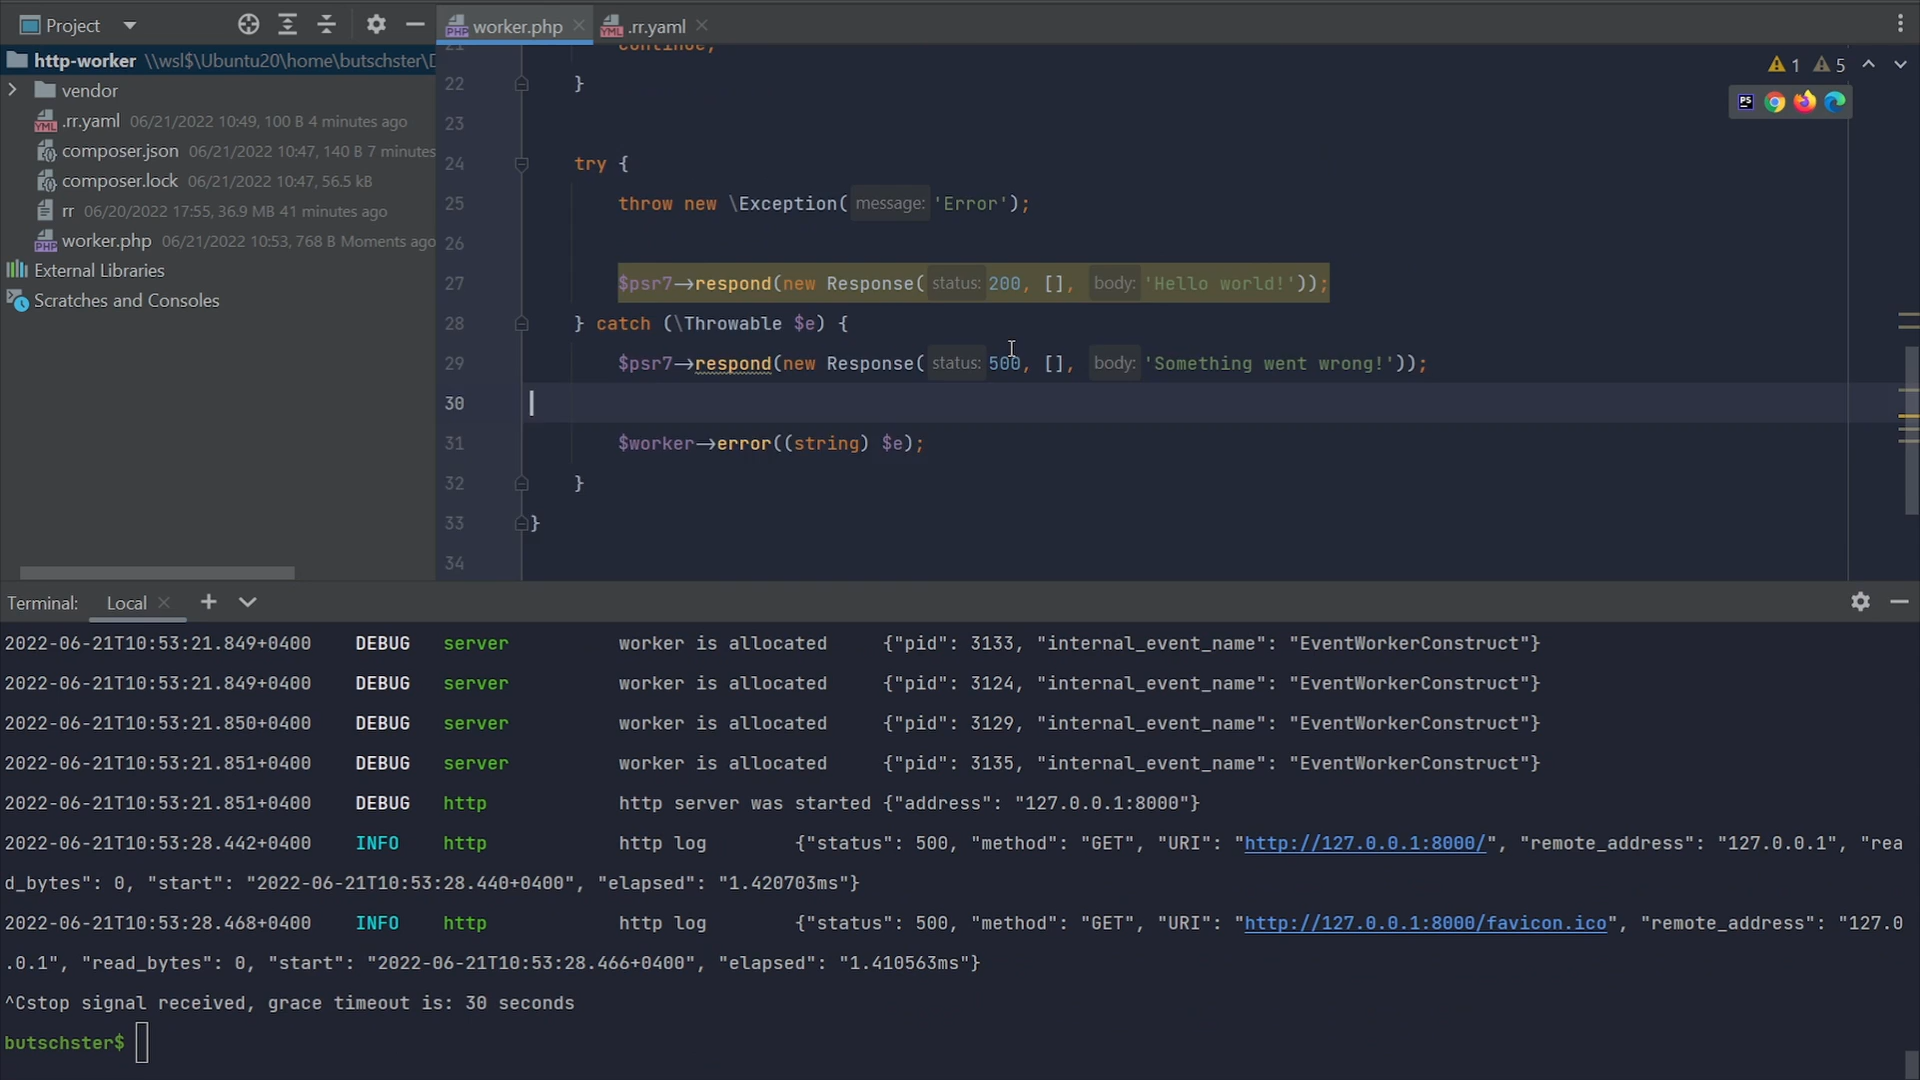 Project
worker.php
.rr.yaml
http-worker \\wsl$\Ubuntu20\home\butschster\
vendor
.rr.yaml 06/21/2022 10:49, 100 B 4 minutes ago
composer.json 06/21/2022 10:47, 140 B 7 minutes
composer.lock 06/21/2022 10:47, 56.5 kB
rr 06/20/2022 17:55, 36.9 MB 41 minutes ago
worker.php 06/21/2022 10:53, 768 B Moments ago
External Libraries
Scratches and Consoles
1 5
21 continue;
22 }
23
24 try {
25 throw new \Exception( message: 'Error');
26
27 $psr7->respond(new Response( status: 200, [], body: 'Hello world!'));
28 } catch (\Throwable $e) {
29 $psr7->respond(new Response( status: 500, [], body: 'Something went wrong!'));
30
31 $worker->error((string) $e);
32 }
33 }
34
Terminal: Local
2022-06-21T10:53:21.849+0400 DEBUG server worker is allocated {"pid": 3133, "internal_event_name": "EventWorkerConstruct"}
2022-06-21T10:53:21.849+0400 DEBUG server worker is allocated {"pid": 3124, "internal_event_name": "EventWorkerConstruct"}
2022-06-21T10:53:21.850+0400 DEBUG server worker is allocated {"pid": 3129, "internal_event_name": "EventWorkerConstruct"}
2022-06-21T10:53:21.851+0400 DEBUG server worker is allocated {"pid": 3135, "internal_event_name": "EventWorkerConstruct"}
2022-06-21T10:53:21.851+0400 DEBUG http http server was started {"address": "127.0.0.1:8000"}
2022-06-21T10:53:28.442+0400 INFO http http log {"status": 500, "method": "GET", "URI": "http://127.0.0.1:8000/", "remote_address": "127.0.0.1", "rea
d_bytes": 0, "start": "2022-06-21T10:53:28.440+0400", "elapsed": "1.420703ms"}
2022-06-21T10:53:28.468+0400 INFO http http log {"status": 500, "method": "GET", "URI": "http://127.0.0.1:8000/favicon.ico", "remote_address": "127.0
.0.1", "read_bytes": 0, "start": "2022-06-21T10:53:28.466+0400", "elapsed": "1.410563ms"}
^Cstop signal received, grace timeout is: 30 seconds
butschster$